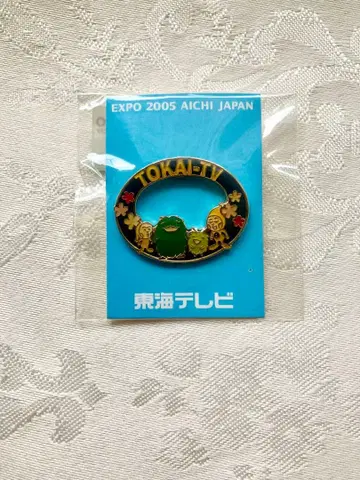 EXPO 2005 AICHI JAPAN
TOKAI-TV
東海テレビ